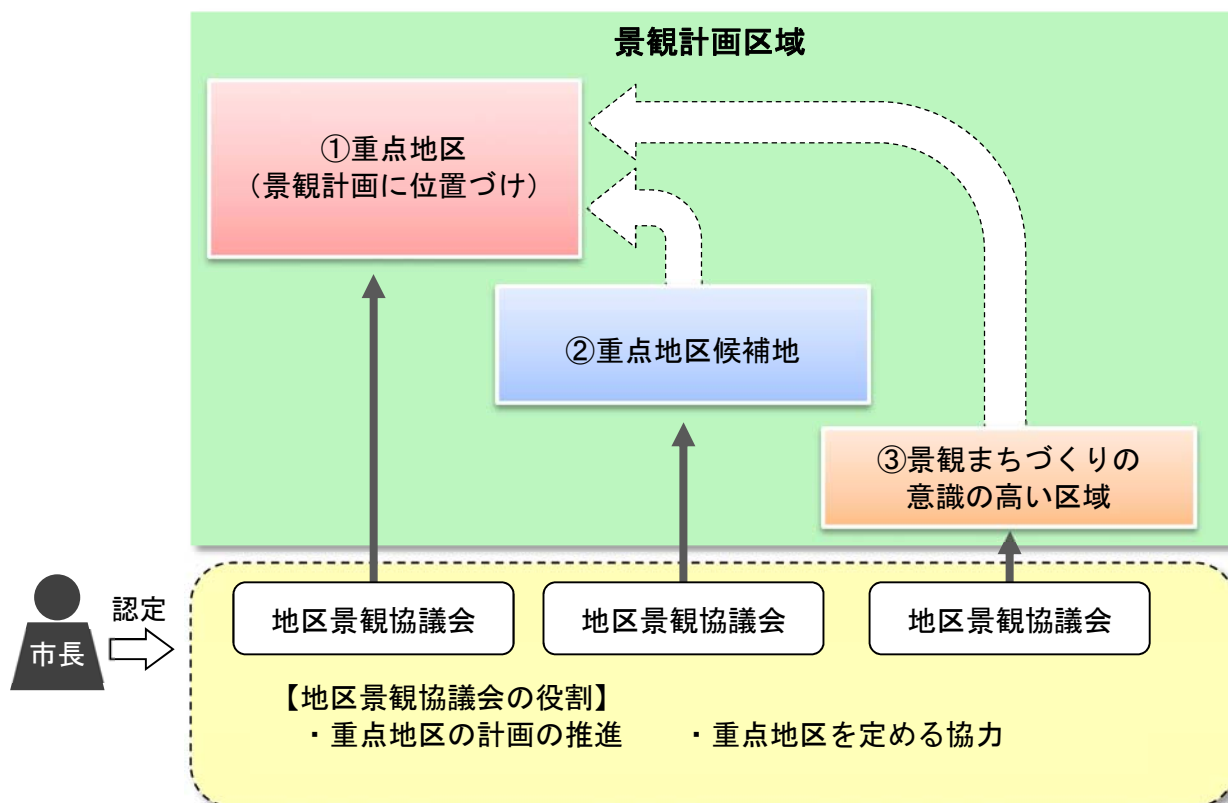 景観計画区域
①重点地区
（景観計画に位置づけ）
②重点地区候補地
③景観まちづくりの
意識の高い区域
市長
認定
地区景観協議会
地区景観協議会
地区景観協議会
【地区景観協議会の役割】
・重点地区の計画の推進　・重点地区を定める協力